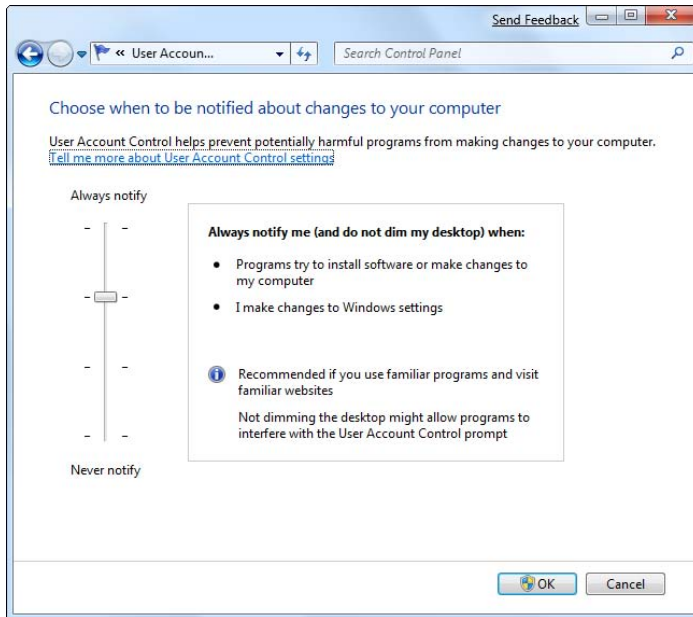 Send Feedback
« User Accoun...
Search Control Panel
Choose when to be notified about changes to your computer
User Account Control helps prevent potentially harmful programs from making changes to your computer.
Tell me more about User Account Control settings
Always notify
Always notify me (and do not dim my desktop) when:
• Programs try to install software or make changes to
my computer
• I make changes to Windows settings
Recommended if you use familiar programs and visit
familiar websites
Not dimming the desktop might allow programs to
interfere with the User Account Control prompt
Never notify
OK
Cancel